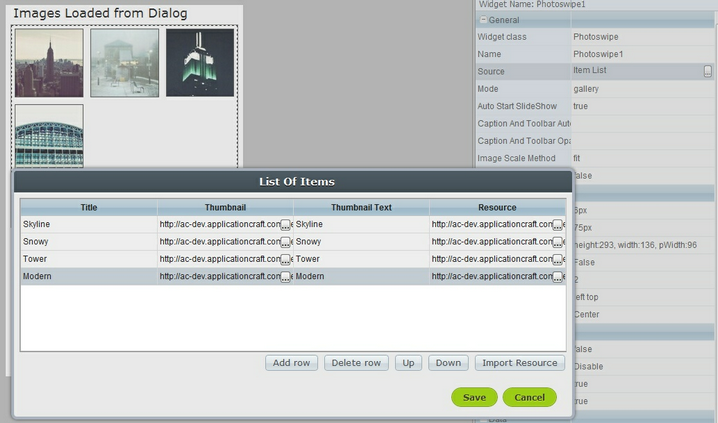 Images Loaded from Dialog
Widget Name: Photoswipe1
General
Widget class Photoswipe
Name Photoswipe1
Source Item List ...
Mode gallery
Auto Start SlideShow true
Caption And Toolbar Aut
Caption And Toolbar Opa
Image Scale Method fit
false
5px
75px
height:293, width:136, pWidth:96
False
2
left top
Center
false
Disable
true
true
Data
List Of Items
Title Thumbnail Thumbnail Text Resource
Skyline http://ac-dev.applicationcraft.com ... Skyline http://ac-dev.applicationcraft.com ...
Snowy http://ac-dev.applicationcraft.com ... Snowy http://ac-dev.applicationcraft.com ...
Tower http://ac-dev.applicationcraft.com ... Tower http://ac-dev.applicationcraft.com ...
Modern http://ac-dev.applicationcraft.com ... Modern http://ac-dev.applicationcraft.com ...
Add row Delete row Up Down Import Resource
Save Cancel